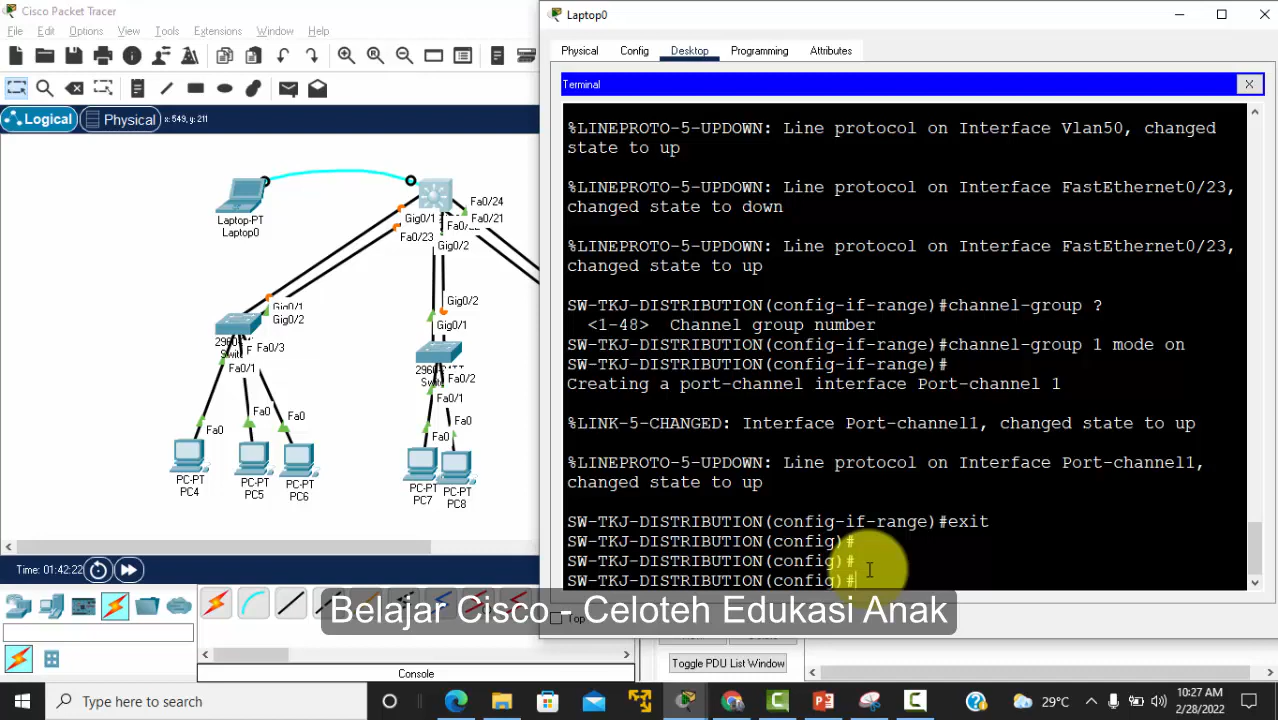 Cisco Packet Tracer
File Edit Options View Tools Extensions Window Help
Logical Physical x: 549, y: 211
Laptop-PT
Laptop0
Fa0/24
Gig0/1
Fa0/21
Fa0/23
Gig0/2
Gig0/1
Gig0/2
Gig0/2
Gig0/1
Fa0/3
Fa0/1
Fa0/2
Fa0/1
Fa0
Fa0
Fa0
Fa0
Fa0
PC-PT
PC4
PC-PT
PC5
PC-PT
PC6
PC-PT
PC7
PC-PT
PC8
Time: 01:42:22
Console
Laptop0
Physical Config Desktop Programming Attributes
Terminal X
%LINEPROTO-5-UPDOWN: Line protocol on Interface Vlan50, changed
state to up
%LINEPROTO-5-UPDOWN: Line protocol on Interface FastEthernet0/23,
changed state to down
%LINEPROTO-5-UPDOWN: Line protocol on Interface FastEthernet0/23,
changed state to up
SW-TKJ-DISTRIBUTION(config-if-range)#channel-group ?
<1-48> Channel group number
SW-TKJ-DISTRIBUTION(config-if-range)#channel-group 1 mode on
SW-TKJ-DISTRIBUTION(config-if-range)#
Creating a port-channel interface Port-channel 1
%LINK-5-CHANGED: Interface Port-channel1, changed state to up
%LINEPROTO-5-UPDOWN: Line protocol on Interface Port-channel1,
changed state to up
SW-TKJ-DISTRIBUTION(config-if-range)#exit
SW-TKJ-DISTRIBUTION(config)#
SW-TKJ-DISTRIBUTION(config)#
SW-TKJ-DISTRIBUTION(config)#
Top
Belajar Cisco - Celoteh Edukasi Anak
Toggle PDU List Window
Type here to search
29°C
10:27 AM
2/28/2022